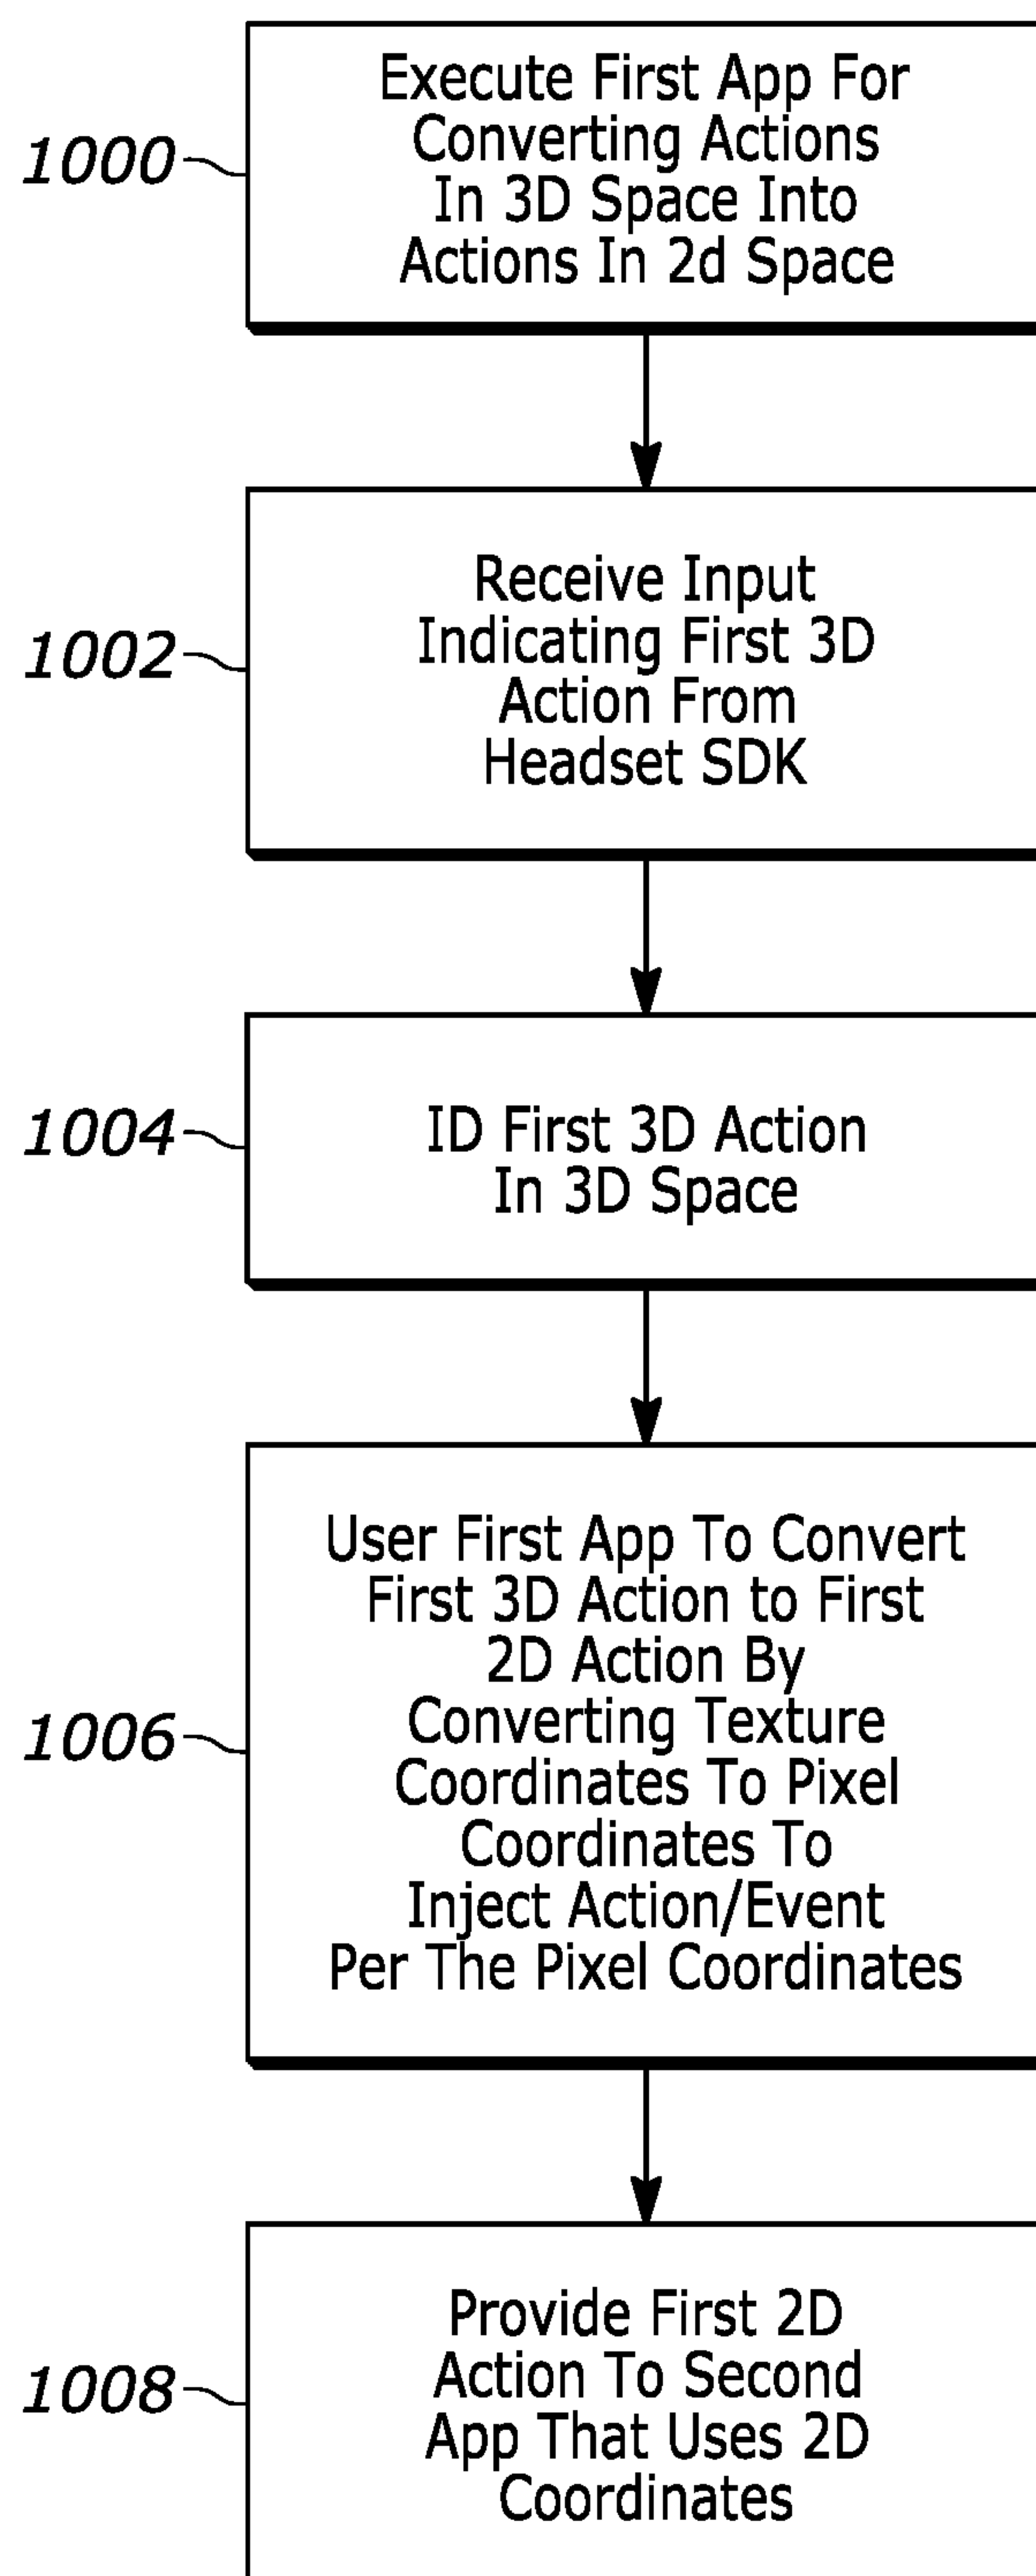 Execute First App For
Converting Actions
In 3D Space Into
Actions In 2d Space
1000
Receive Input
Indicating First 3D
Action From
Headset SDK
1002
ID First 3D Action
In 3D Space
1004
User First App To Convert
First 3D Action to First
2D Action By
Converting Texture
Coordinates To Pixel
Coordinates To
Inject Action/Event
Per The Pixel Coordinates
1006
Provide First 2D
Action To Second
App That Uses 2D
Coordinates
1008